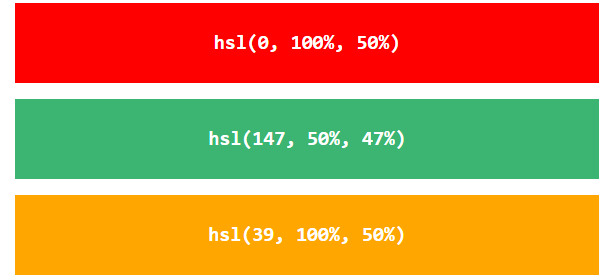 hsl(0, 100%, 50%)
hsl(147, 50%, 47%)
hsl(39, 100%, 50%)